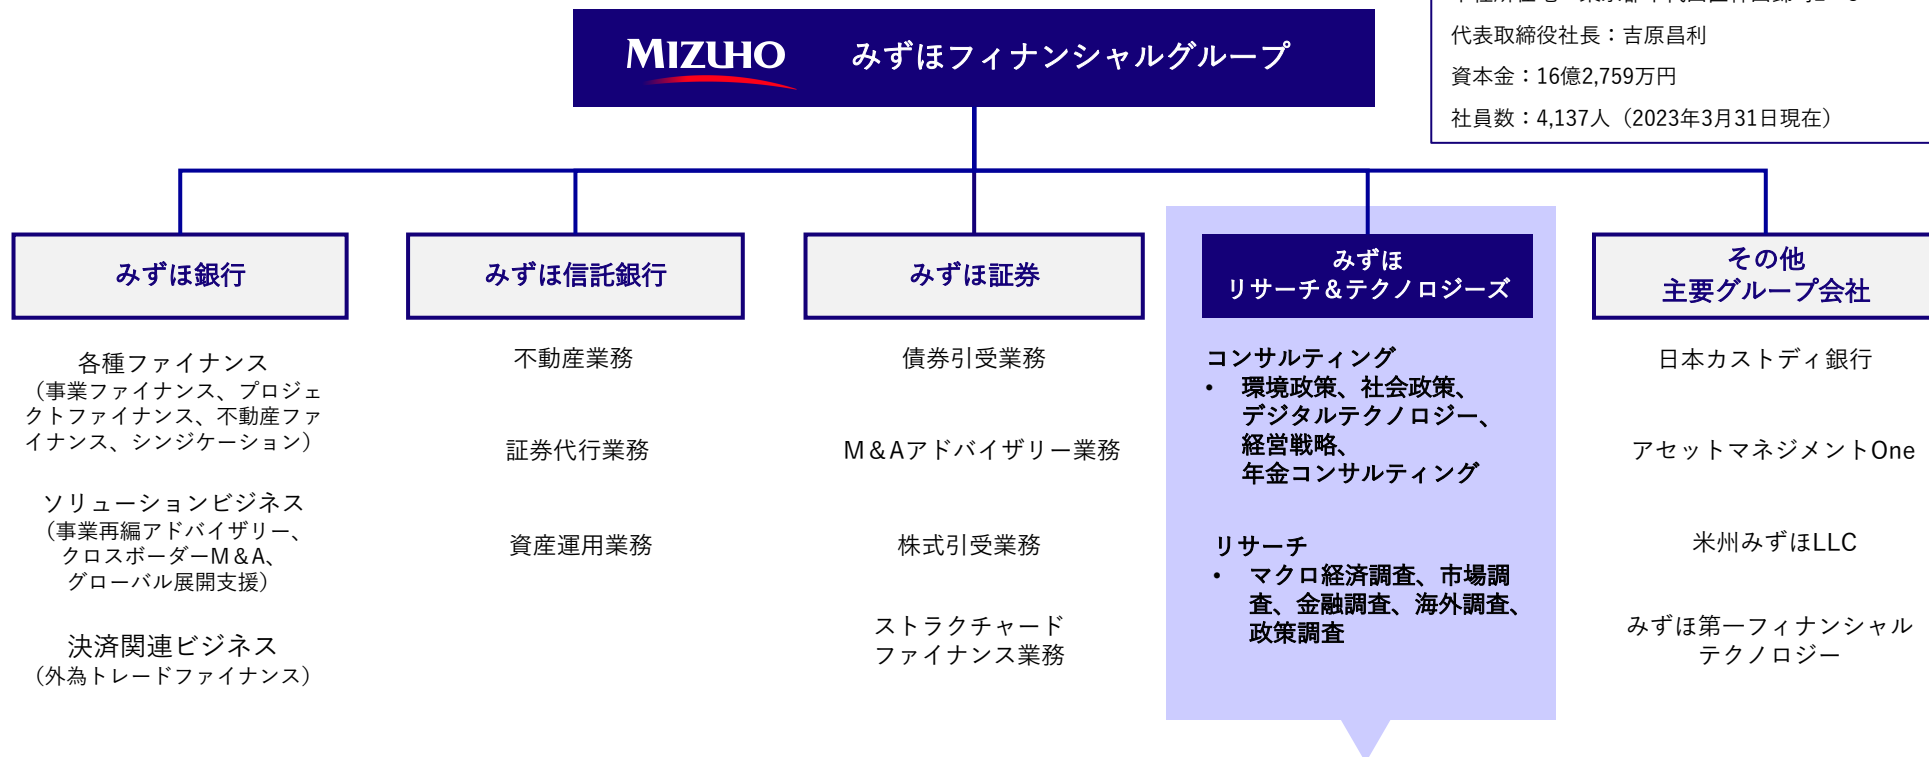 MIZUHO みずほフィナンシャルグループ
代表取締役社長：吉原昌利
資本金：16億2,759万円
社員数：4,137人（2023年3月31日現在）
みずほ銀行
各種ファイナンス
（事業ファイナンス、プロジェ
クトファイナンス、不動産ファ
イナンス、シンジケーション）
ソリューションビジネス
（事業再編アドバイザリー、
クロスボーダーM＆A、
グローバル展開支援）
決済関連ビジネス
（外為トレードファイナンス）
みずほ信託銀行
不動産業務
証券代行業務
資産運用業務
みずほ証券
債券引受業務
M＆Aアドバイザリー業務
株式引受業務
ストラクチャード
ファイナンス業務
みずほ
リサーチ＆テクノロジーズ
コンサルティング
• 環境政策、社会政策、
デジタルテクノロジー、
経営戦略、
年金コンサルティング
リサーチ
• マクロ経済調査、市場調
査、金融調査、海外調査、
政策調査
その他
主要グループ会社
日本カストディ銀行
アセットマネジメントOne
米州みずほLLC
みずほ第一フィナンシャル
テクノロジー